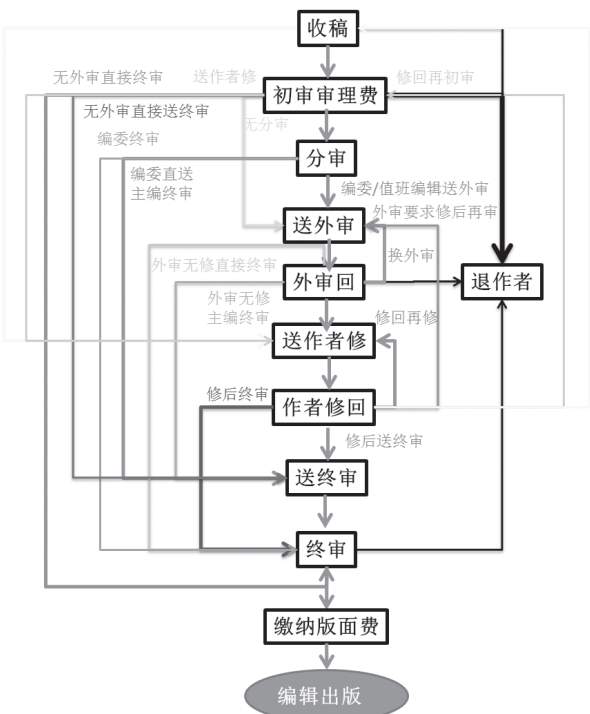 收稿
无外审直接终审
送作者修
修回再初审
初审审理费
无外审直接送终审
无分审
编委终审
分审
编委直送
主编终审
编委/值班编辑送外审
外审要求修后再审
送外审
换外审
外审无修直接终审
外审回
退作者
外审无修
主编终审
修回再修
送作者修
修后终审
作者修回
修后送终审
送终审
终审
缴纳版面费
编辑出版